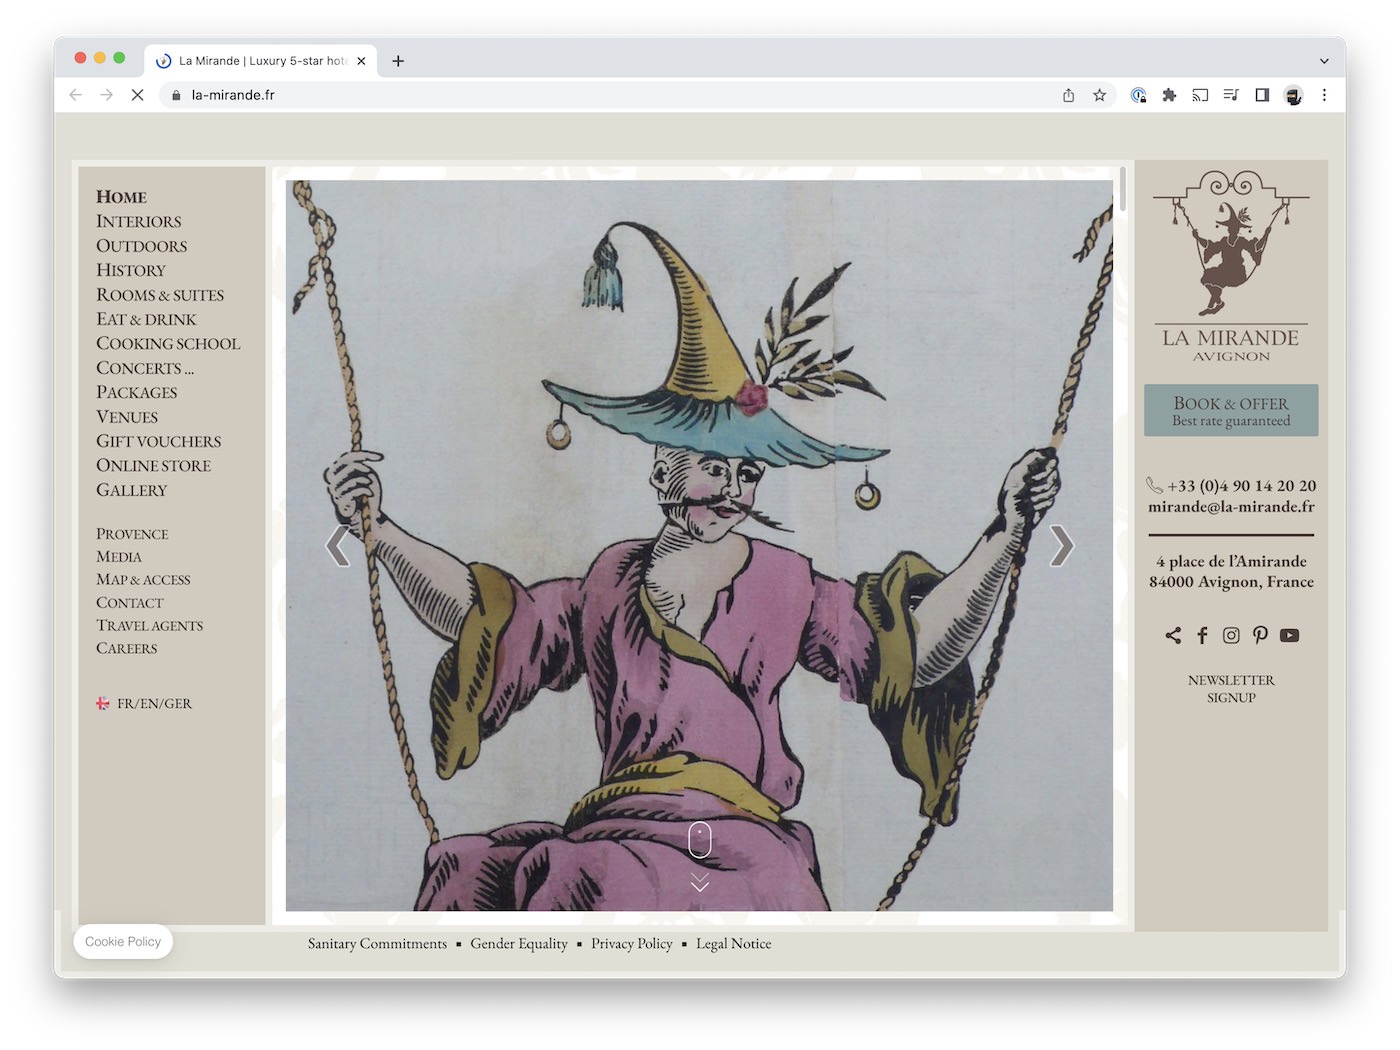 La Mirande | Luxury 5-star hot
la-mirande.fr
HOME
INTERIORS
OUTDOORS
HISTORY
ROOMS & SUITES
EAT & DRINK
COOKING SCHOOL
CONCERTS ...
PACKAGES
VENUES
GIFT VOUCHERS
ONLINE STORE
GALLERY
PROVENCE
MEDIA
MAP & ACCESS
CONTACT
TRAVEL AGENTS
CAREERS
FR/EN/GER
LA MIRANDE
AVIGNON
BOOK & OFFER
Best rate guaranteed
+33 (0)4 90 14 20 20
mirande@la-mirande.fr
4 place de l’Amirande
84000 Avignon, France
NEWSLETTER
SIGNUP
Cookie Policy
Sanitary Commitments ▪ Gender Equality ▪ Privacy Policy ▪ Legal Notice